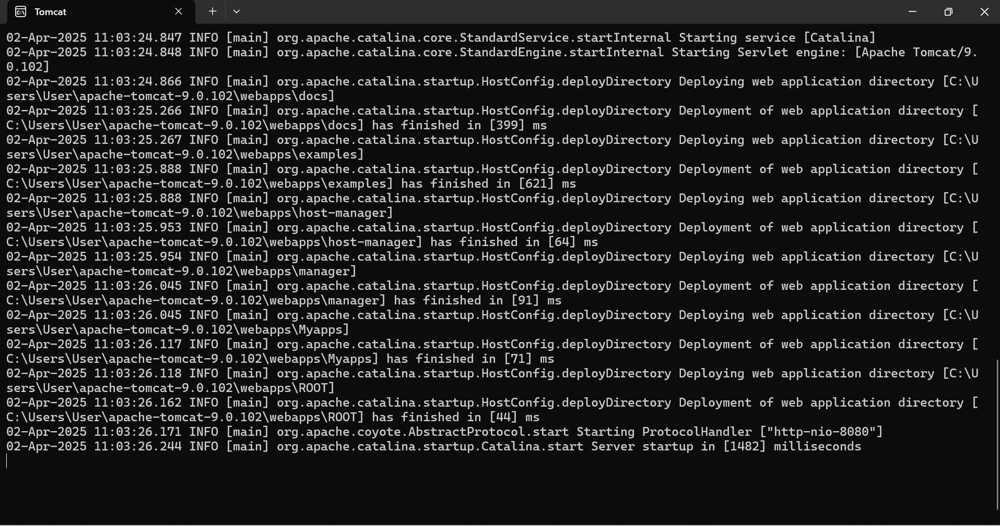 Tomcat
02-Apr-2025 11:03:24.847 INFO [main] org.apache.catalina.core.StandardService.startInternal Starting service [Catalina]
02-Apr-2025 11:03:24.848 INFO [main] org.apache.catalina.core.StandardEngine.startInternal Starting Servlet engine: [Apache Tomcat/9.
0.102]
02-Apr-2025 11:03:24.866 INFO [main] org.apache.catalina.startup.HostConfig.deployDirectory Deploying web application directory [C:\U
sers\User\apache-tomcat-9.0.102\webapps\docs]
02-Apr-2025 11:03:25.266 INFO [main] org.apache.catalina.startup.HostConfig.deployDirectory Deployment of web application directory [
C:\Users\User\apache-tomcat-9.0.102\webapps\docs] has finished in [399] ms
02-Apr-2025 11:03:25.267 INFO [main] org.apache.catalina.startup.HostConfig.deployDirectory Deploying web application directory [C:\U
sers\User\apache-tomcat-9.0.102\webapps\examples]
02-Apr-2025 11:03:25.888 INFO [main] org.apache.catalina.startup.HostConfig.deployDirectory Deployment of web application directory [
C:\Users\User\apache-tomcat-9.0.102\webapps\examples] has finished in [621] ms
02-Apr-2025 11:03:25.888 INFO [main] org.apache.catalina.startup.HostConfig.deployDirectory Deploying web application directory [C:\U
sers\User\apache-tomcat-9.0.102\webapps\host-manager]
02-Apr-2025 11:03:25.953 INFO [main] org.apache.catalina.startup.HostConfig.deployDirectory Deployment of web application directory [
C:\Users\User\apache-tomcat-9.0.102\webapps\host-manager] has finished in [64] ms
02-Apr-2025 11:03:25.954 INFO [main] org.apache.catalina.startup.HostConfig.deployDirectory Deploying web application directory [C:\U
sers\User\apache-tomcat-9.0.102\webapps\manager]
02-Apr-2025 11:03:26.045 INFO [main] org.apache.catalina.startup.HostConfig.deployDirectory Deployment of web application directory [
C:\Users\User\apache-tomcat-9.0.102\webapps\manager] has finished in [91] ms
02-Apr-2025 11:03:26.045 INFO [main] org.apache.catalina.startup.HostConfig.deployDirectory Deploying web application directory [C:\U
sers\User\apache-tomcat-9.0.102\webapps\Myapps]
02-Apr-2025 11:03:26.117 INFO [main] org.apache.catalina.startup.HostConfig.deployDirectory Deployment of web application directory [
C:\Users\User\apache-tomcat-9.0.102\webapps\Myapps] has finished in [71] ms
02-Apr-2025 11:03:26.118 INFO [main] org.apache.catalina.startup.HostConfig.deployDirectory Deploying web application directory [C:\U
sers\User\apache-tomcat-9.0.102\webapps\ROOT]
02-Apr-2025 11:03:26.162 INFO [main] org.apache.catalina.startup.HostConfig.deployDirectory Deployment of web application directory [
C:\Users\User\apache-tomcat-9.0.102\webapps\ROOT] has finished in [44] ms
02-Apr-2025 11:03:26.171 INFO [main] org.apache.coyote.AbstractProtocol.start Starting ProtocolHandler ["http-nio-8080"]
02-Apr-2025 11:03:26.244 INFO [main] org.apache.catalina.startup.Catalina.start Server startup in [1482] milliseconds